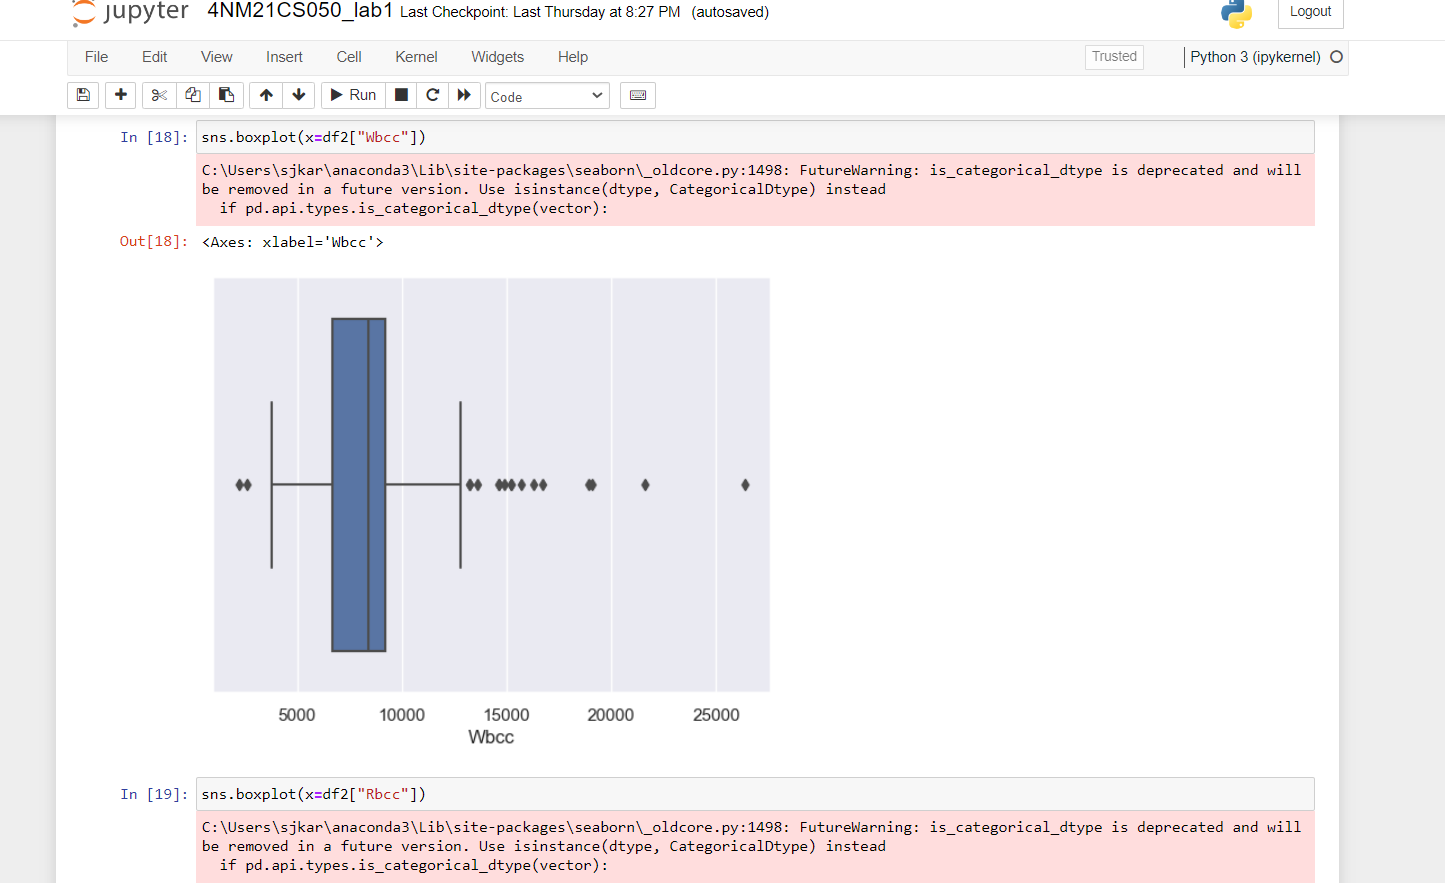 jupyter 4NM21CS050_lab1 Last Checkpoint: Last Thursday at 8:27 PM (autosaved)
Logout
File Edit View Insert Cell Kernel Widgets Help
Trusted
Python 3 (ipykernel)
Run
Code
In [18]: sns.boxplot(x=df2["Wbcc"])
C:\Users\sjkar\anaconda3\Lib\site-packages\seaborn\_oldcore.py:1498: FutureWarning: is_categorical_dtype is deprecated and will
be removed in a future version. Use isinstance(dtype, CategoricalDtype) instead
  if pd.api.types.is_categorical_dtype(vector):
Out[18]: <Axes: xlabel='Wbcc'>
5000 10000 15000 20000 25000
Wbcc
In [19]: sns.boxplot(x=df2["Rbcc"])
C:\Users\sjkar\anaconda3\Lib\site-packages\seaborn\_oldcore.py:1498: FutureWarning: is_categorical_dtype is deprecated and will
be removed in a future version. Use isinstance(dtype, CategoricalDtype) instead
  if pd.api.types.is_categorical_dtype(vector):